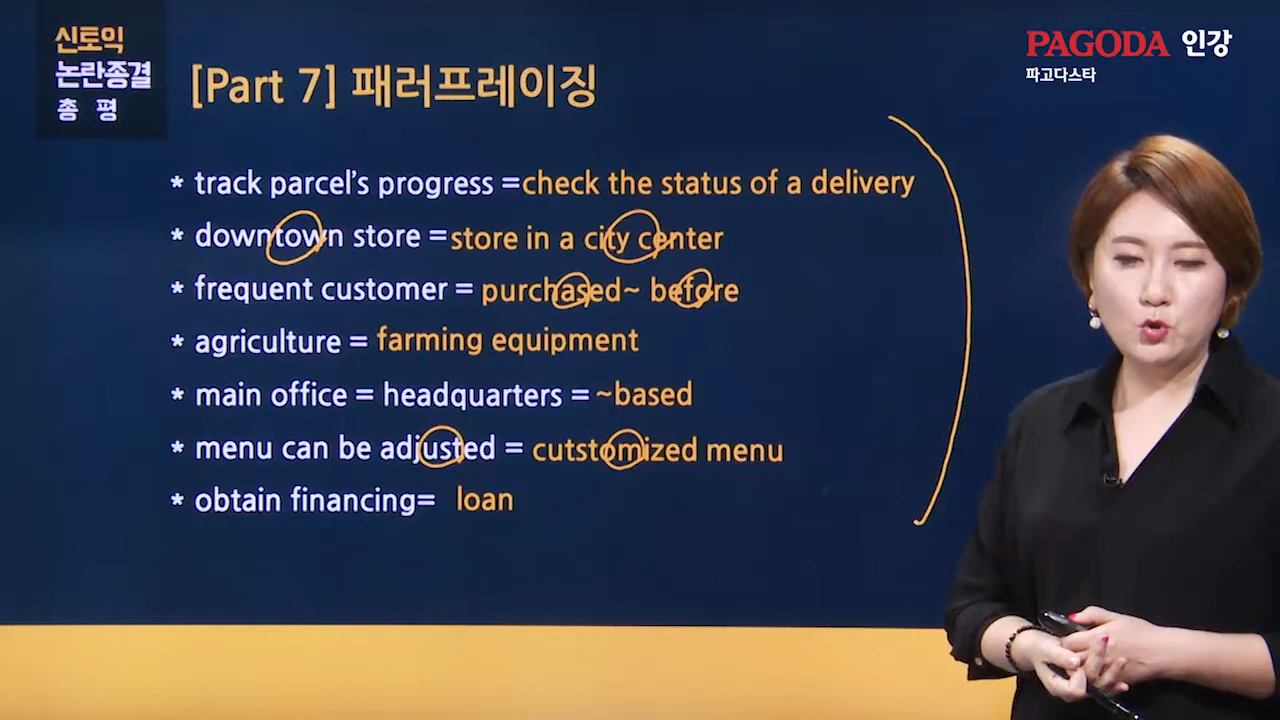 신토익
논란종결
총 평
PAGODA 인강
파고다스타
[Part 7] 패러프레이징
* track parcel's progress =check the status of a delivery
* downtown store =store in a city center
* frequent customer = purchased~ before
* agriculture = farming equipment
* main office = headquarters = ~based
* menu can be adjusted = cutstomized menu
* obtain financing= loan